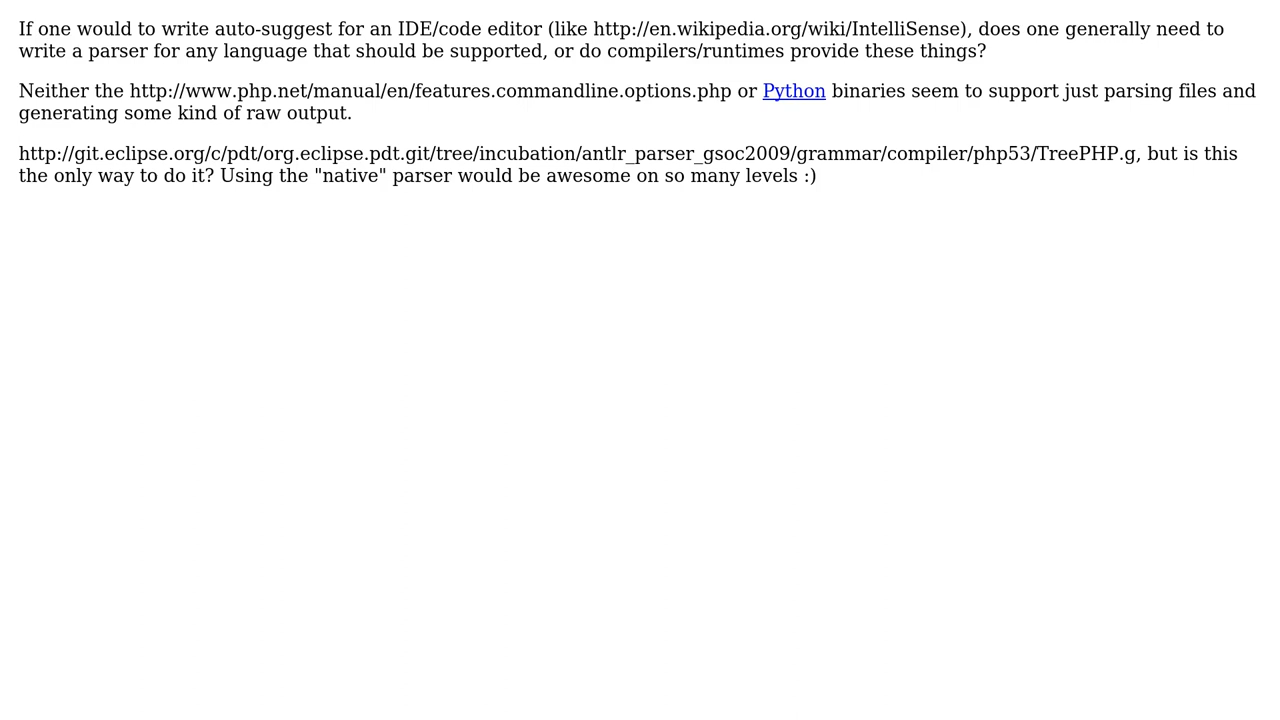 If one would to write auto-suggest for an IDE/code editor (like http://en.wikipedia.org/wiki/IntelliSense), does one generally need to
write a parser for any language that should be supported, or do compilers/runtimes provide these things?
Neither the http://www.php.net/manual/en/features.commandline.options.php or Python binaries seem to support just parsing files and
generating some kind of raw output.
http://git.eclipse.org/c/pdt/org.eclipse.pdt.git/tree/incubation/antlr_parser_gsoc2009/grammar/compiler/php53/TreePHP.g, but is this
the only way to do it? Using the "native" parser would be awesome on so many levels :)